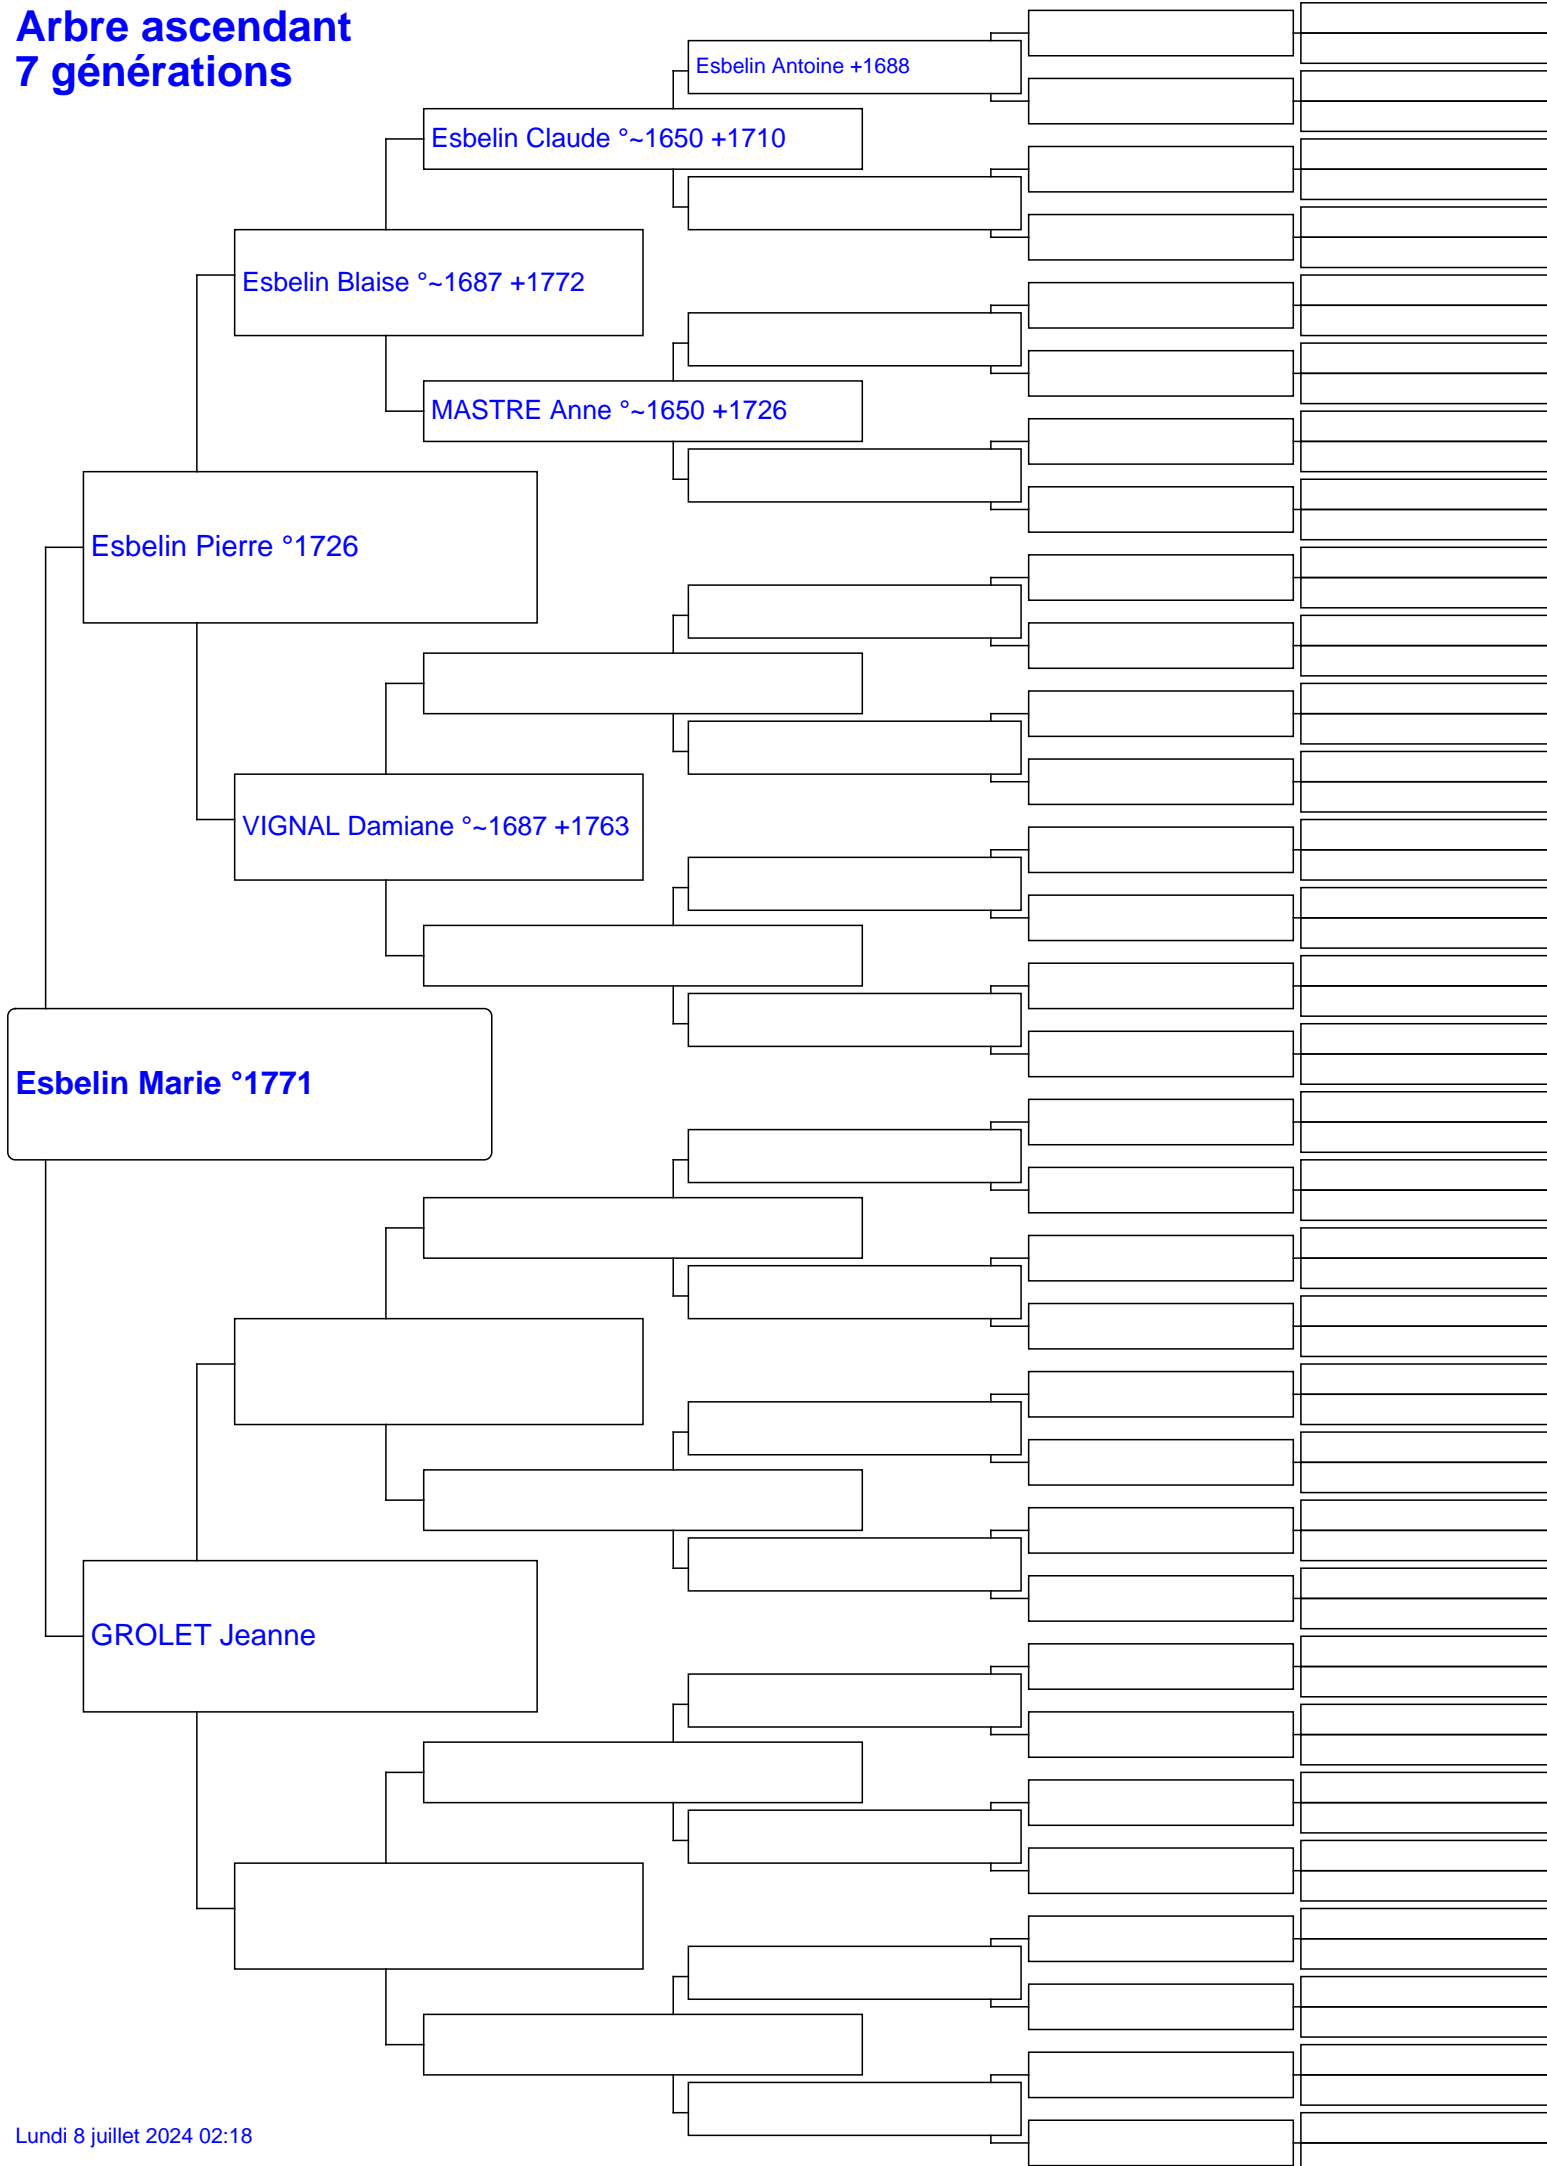 Arbre ascendant
7 générations
Esbelin Antoine +1688
Esbelin Claude °~1650 +1710
Esbelin Blaise °~1687 +1772
MASTRE Anne °~1650 +1726
Esbelin Pierre °1726
VIGNAL Damiane °~1687 +1763
Esbelin Marie °1771
GROLET Jeanne
Lundi 8 juillet 2024 02:18